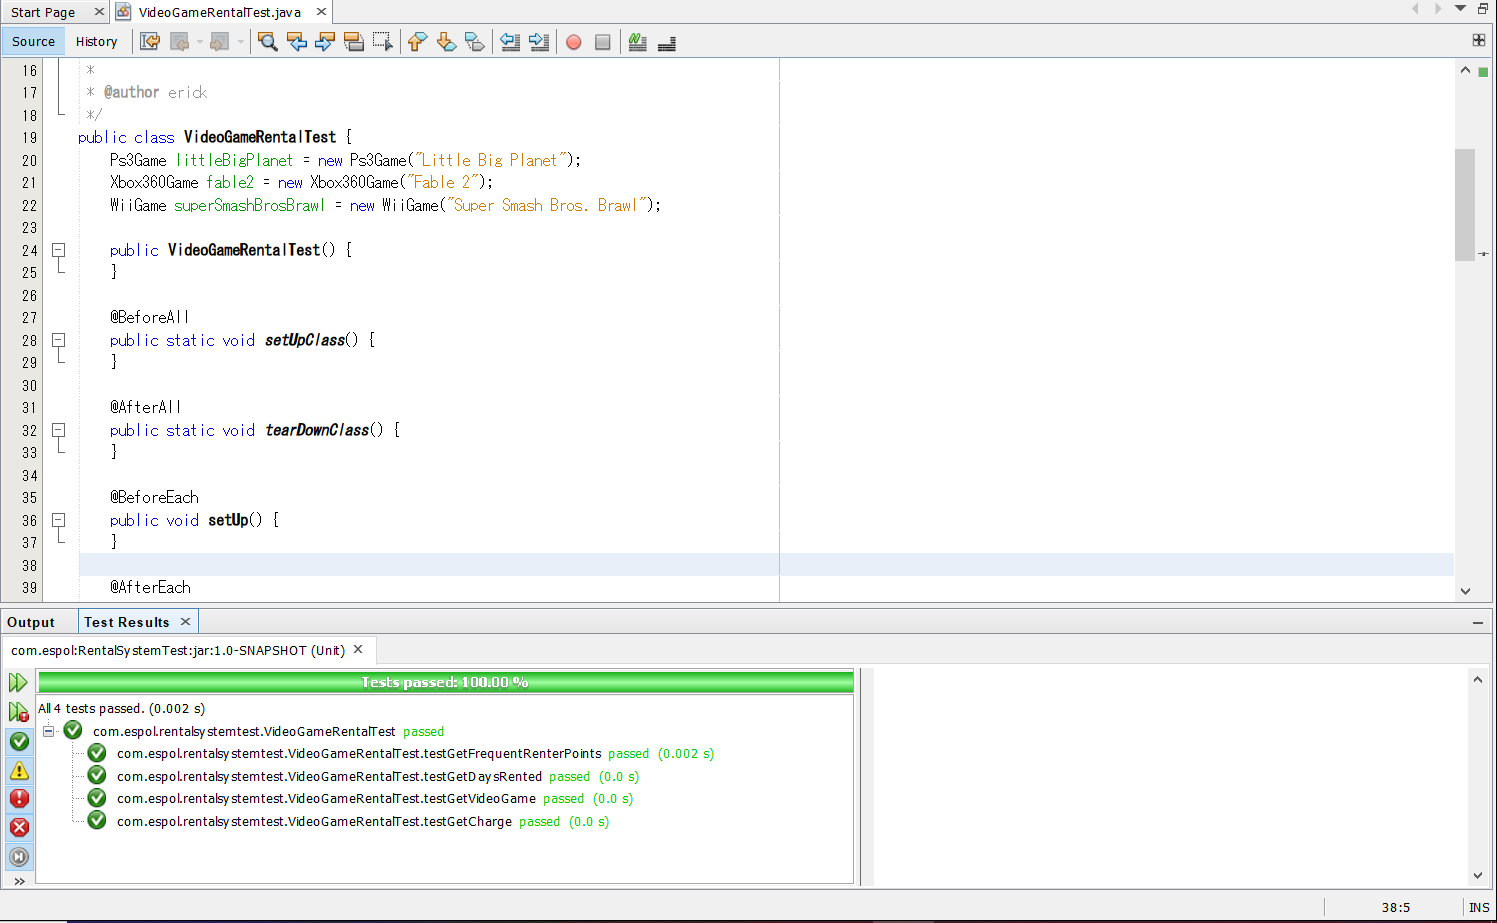 Start Page × VideoGameRentalTest.java ×
Source History
16 *
17 * @author erick
18 */
19 public class VideoGameRentalTest {
20 Ps3Game littleBigPlanet = new Ps3Game("Little Big Planet");
21 Xbox360Game fable2 = new Xbox360Game("Fable 2");
22 WiiGame superSmashBrosBrawl = new WiiGame("Super Smash Bros. Brawl");
23
24 public VideoGameRentalTest() {
25 }
26
27 @BeforeAll
28 public static void setUpClass() {
29 }
30
31 @AfterAll
32 public static void tearDownClass() {
33 }
34
35 @BeforeEach
36 public void setUp() {
37 }
38
39 @AfterEach
Output Test Results ×
com.espol:RentalSystemTest:jar:1.0-SNAPSHOT (Unit) ×
Tests passed: 100.00 %
All 4 tests passed. (0.002 s)
com.espol.rentalsystemtest.VideoGameRentalTest passed
com.espol.rentalsystemtest.VideoGameRentalTest.testGetFrequentRenterPoints passed (0.002 s)
com.espol.rentalsystemtest.VideoGameRentalTest.testGetDaysRented passed (0.0 s)
com.espol.rentalsystemtest.VideoGameRentalTest.testGetVideoGame passed (0.0 s)
com.espol.rentalsystemtest.VideoGameRentalTest.testGetCharge passed (0.0 s)
38:5 INS